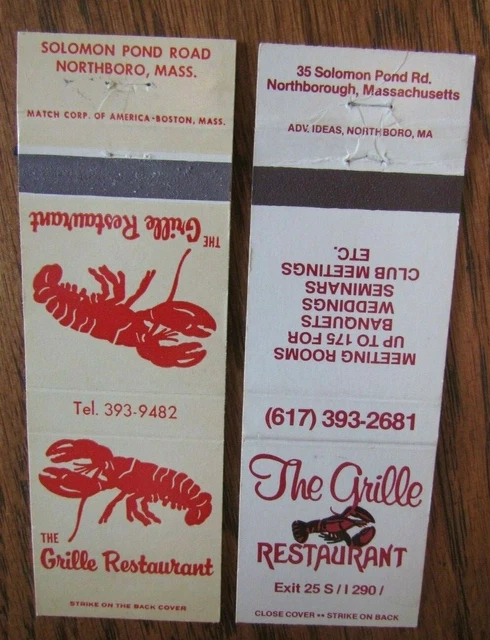 SOLOMON POND ROAD
NORTHBORO, MASS.
MATCH CORP. OF AMERICA-BOSTON, MASS.
THE
Grille Restaurant
Tel. 393-9482
THE
Grille Restaurant
STRIKE ON THE BACK COVER
35 Solomon Pond Rd.
Northborough, Massachusetts
ADV. IDEAS, NORTHBORO, MA
MEETING ROOMS
UP TO 175 FOR
BANQUETS
WEDDINGS
SEMINARS
CLUB MEETINGS
ETC.
(617) 393-2681
The Grille
RESTAURANT
Exit 25 S / I 290 /
CLOSE COVER •• STRIKE ON BACK